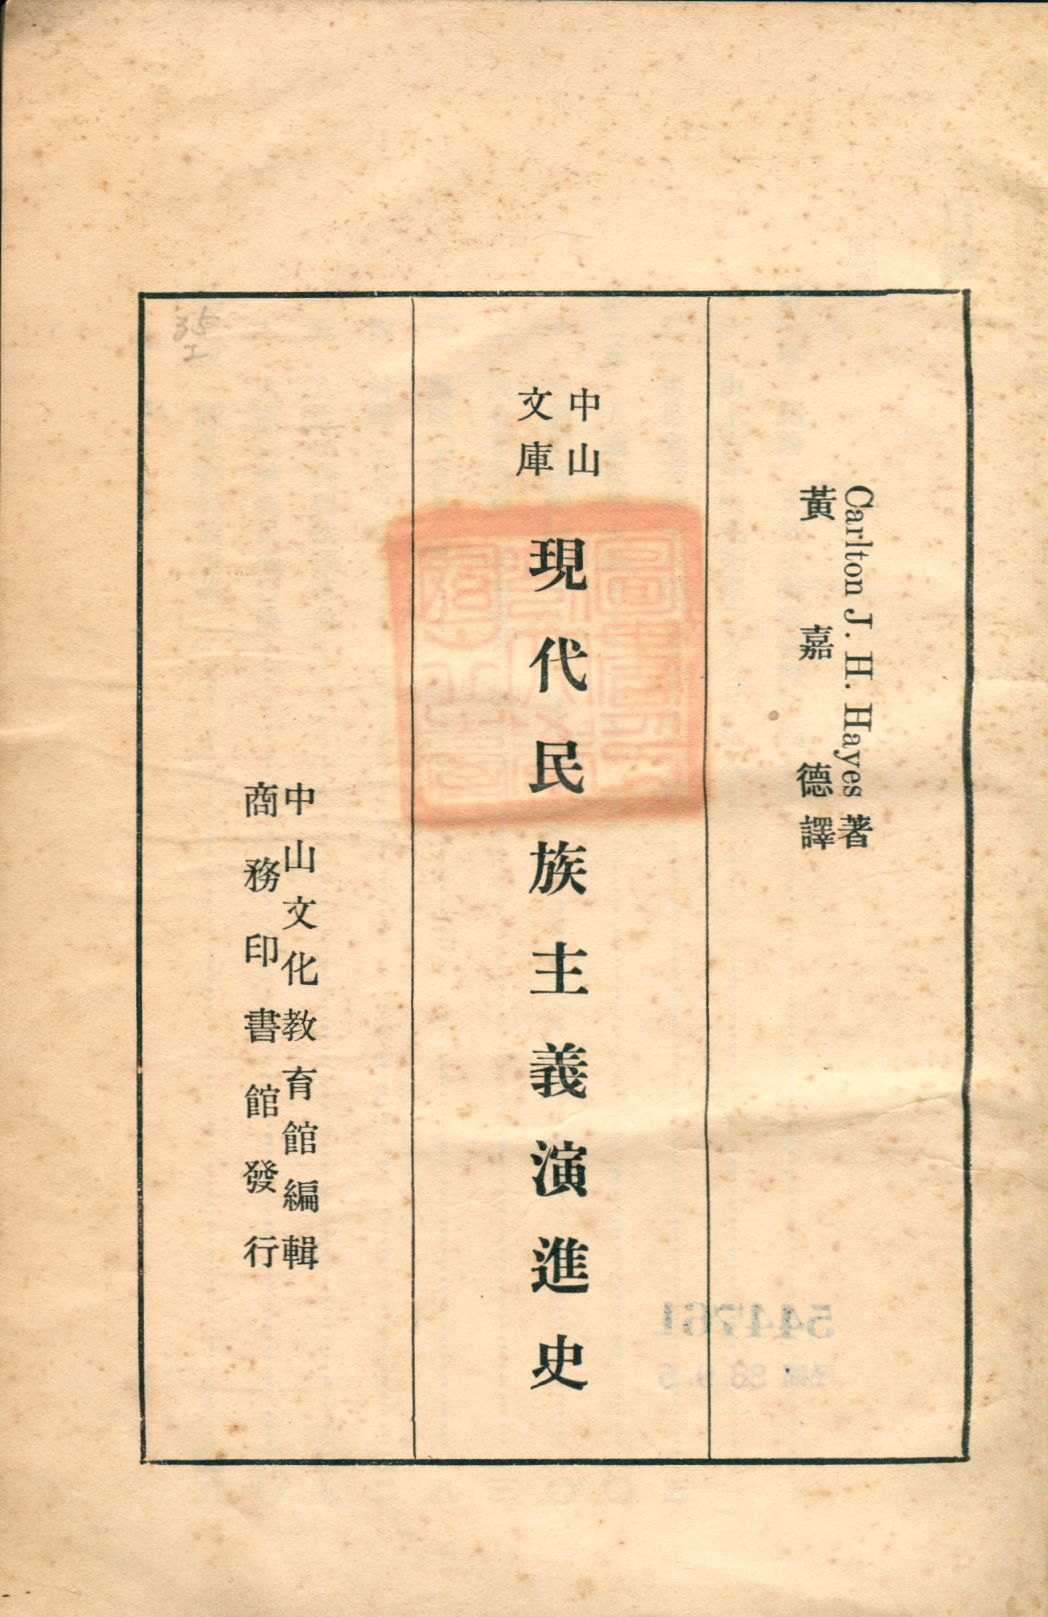 Carlton J. H. Hayes 著
黃嘉德譯
中山
文庫
現代民族主義演進史
中山文化教育館編輯
商務印書館發行
544761